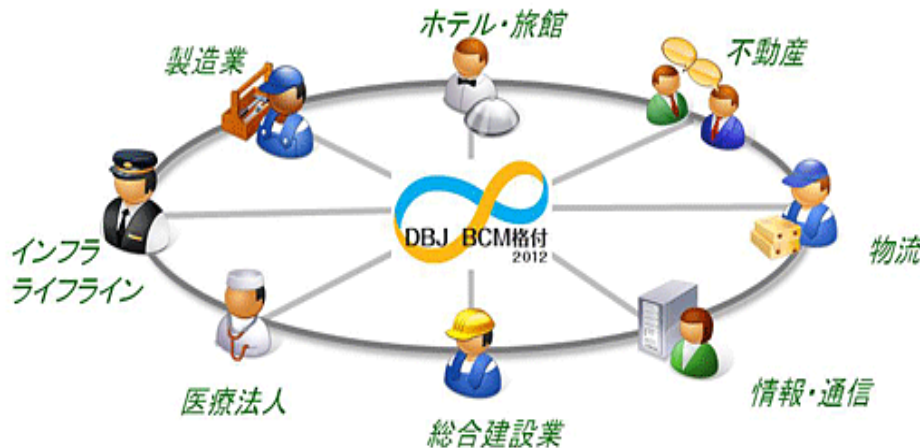 ホテル・旅館
製造業
不動産
インフラ
ライフライン
DBJ BCM格付
2012
物流
医療法人
情報・通信
総合建設業